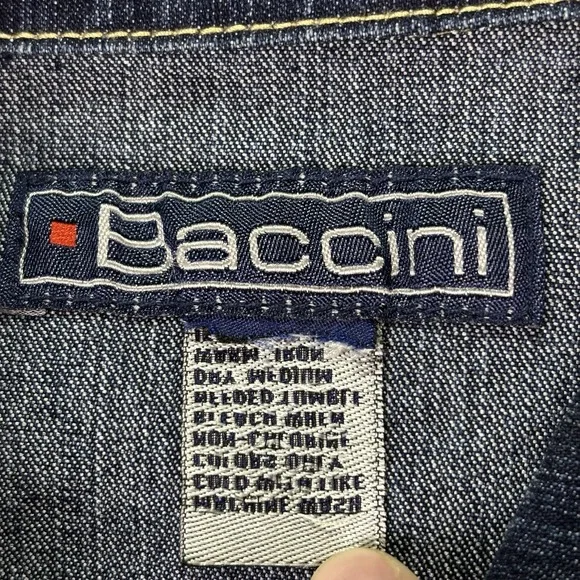 Baccini
MACHINE WASH
COLD WITH LIKE
COLORS ONLY
NON-CHLORINE
BLEACH WHEN
NEEDED TUMBLE
DRY MEDIUM
WARM IRON